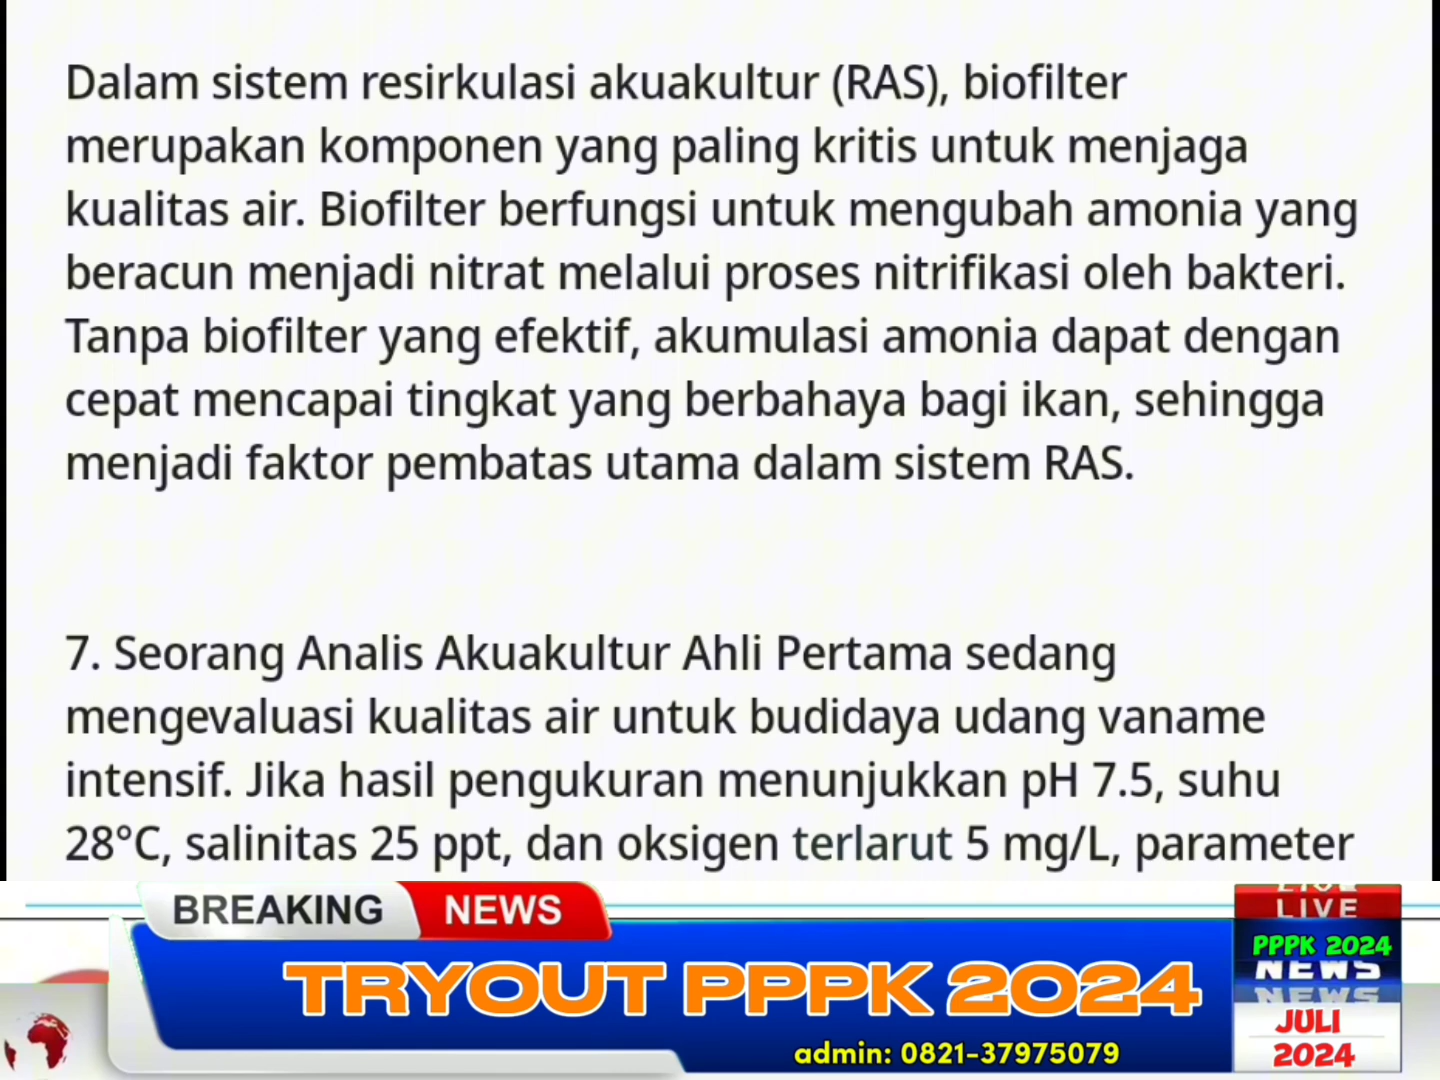 Dalam sistem resirkulasi akuakultur (RAS), biofilter
merupakan komponen yang paling kritis untuk menjaga
kualitas air. Biofilter berfungsi untuk mengubah amonia yang
beracun menjadi nitrat melalui proses nitrifikasi oleh bakteri.
Tanpa biofilter yang efektif, akumulasi amonia dapat dengan
cepat mencapai tingkat yang berbahaya bagi ikan, sehingga
menjadi faktor pembatas utama dalam sistem RAS.
7. Seorang Analis Akuakultur Ahli Pertama sedang
mengevaluasi kualitas air untuk budidaya udang vaname
intensif. Jika hasil pengukuran menunjukkan pH 7.5, suhu
28°C, salinitas 25 ppt, dan oksigen terlarut 5 mg/L, parameter
BREAKING NEWS
TRYOUT PPPK 2024
admin: 0821-37975079
LIVE
LIVE
PPPK 2024
NEWS
NEWS
JULI
2024